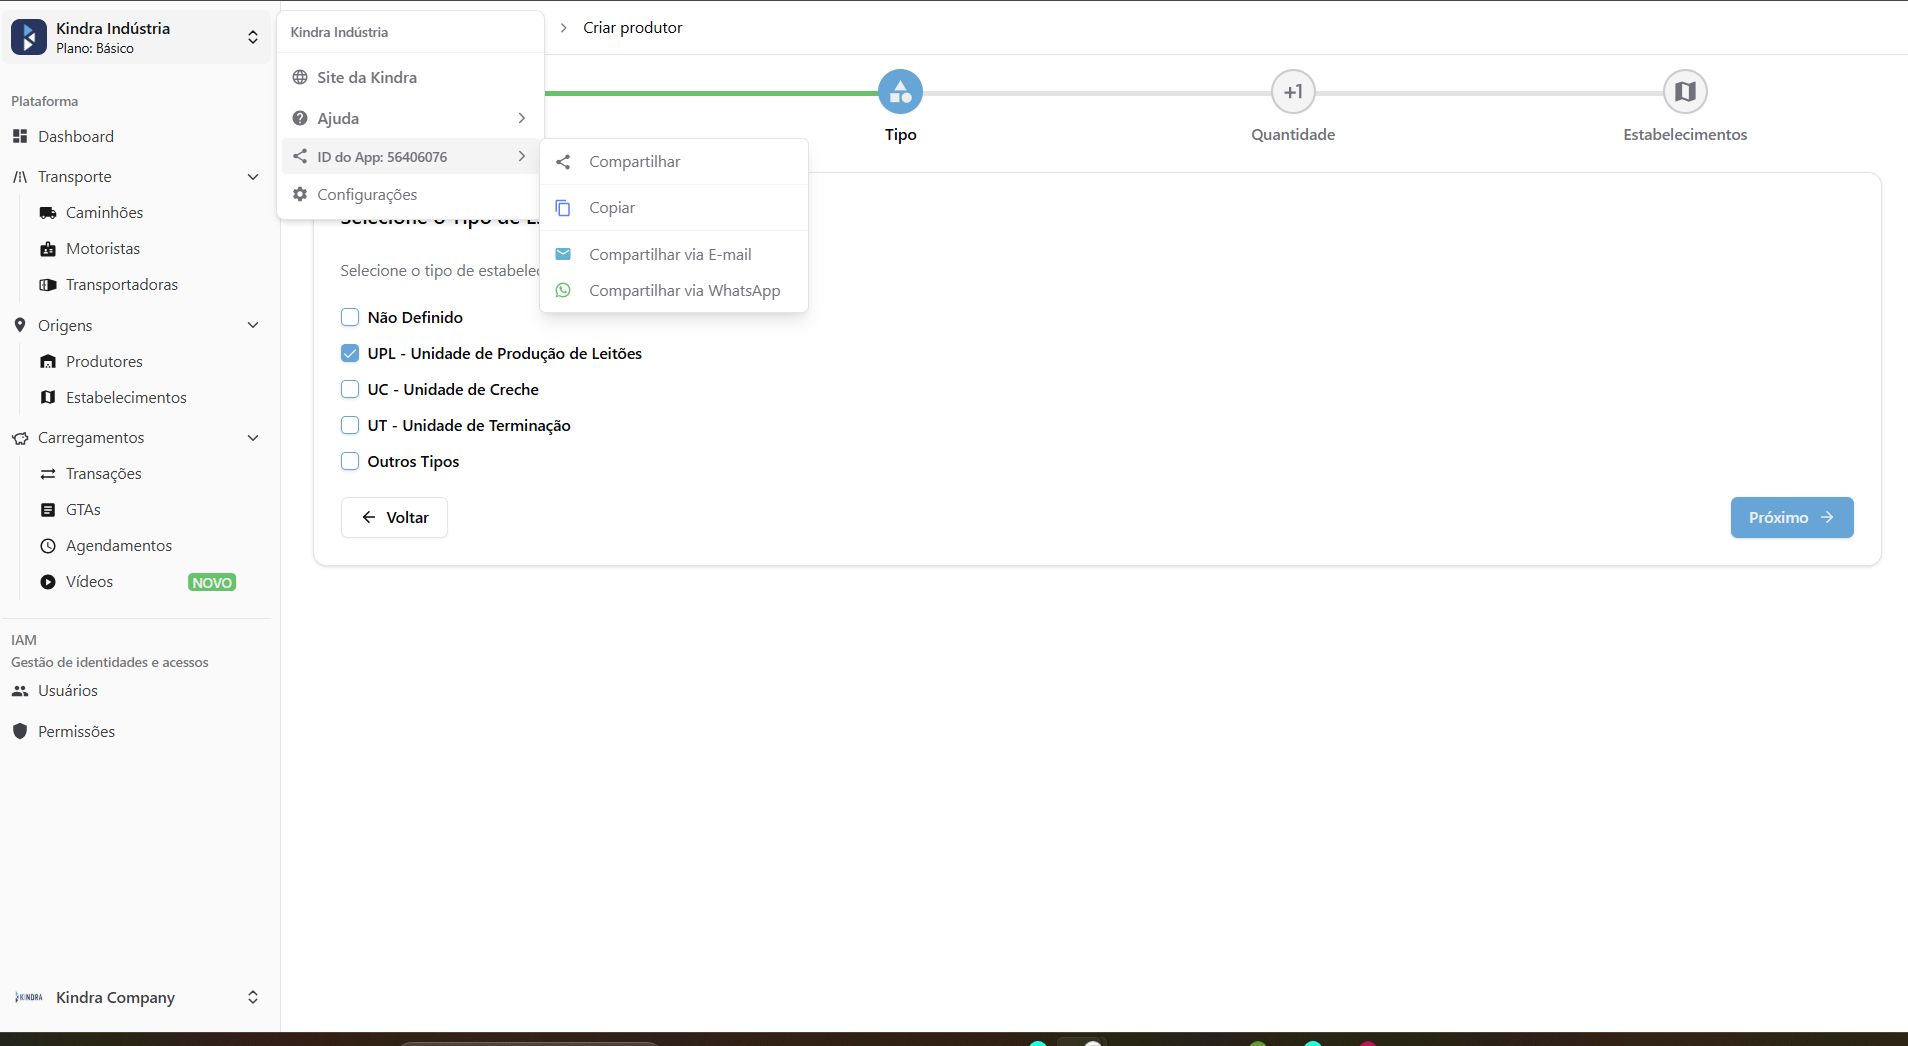 Kindra Indústria
Plano: Básico
Plataforma
Dashboard
Transporte
Caminhões
Motoristas
Transportadoras
Origens
Produtores
Estabelecimentos
Carregamentos
Transações
GTAs
Agendamentos
Vídeos
NOVO
IAM
Gestão de identidades e acessos
Usuários
Permissões
KINDRA
Kindra Company
Kindra Indústria
Site da Kindra
Ajuda
ID do App: 56406076
Configurações
Compartilhar
Copiar
Compartilhar via E-mail
Compartilhar via WhatsApp
Criar produtor
Tipo
+1
Quantidade
Estabelecimentos
Selecione o Tipo de
Selecione o tipo de
Não Definido
UPL - Unidade de Produção de Leitões
UC - Unidade de Creche
UT - Unidade de Terminação
Outros Tipos
Voltar
Próximo